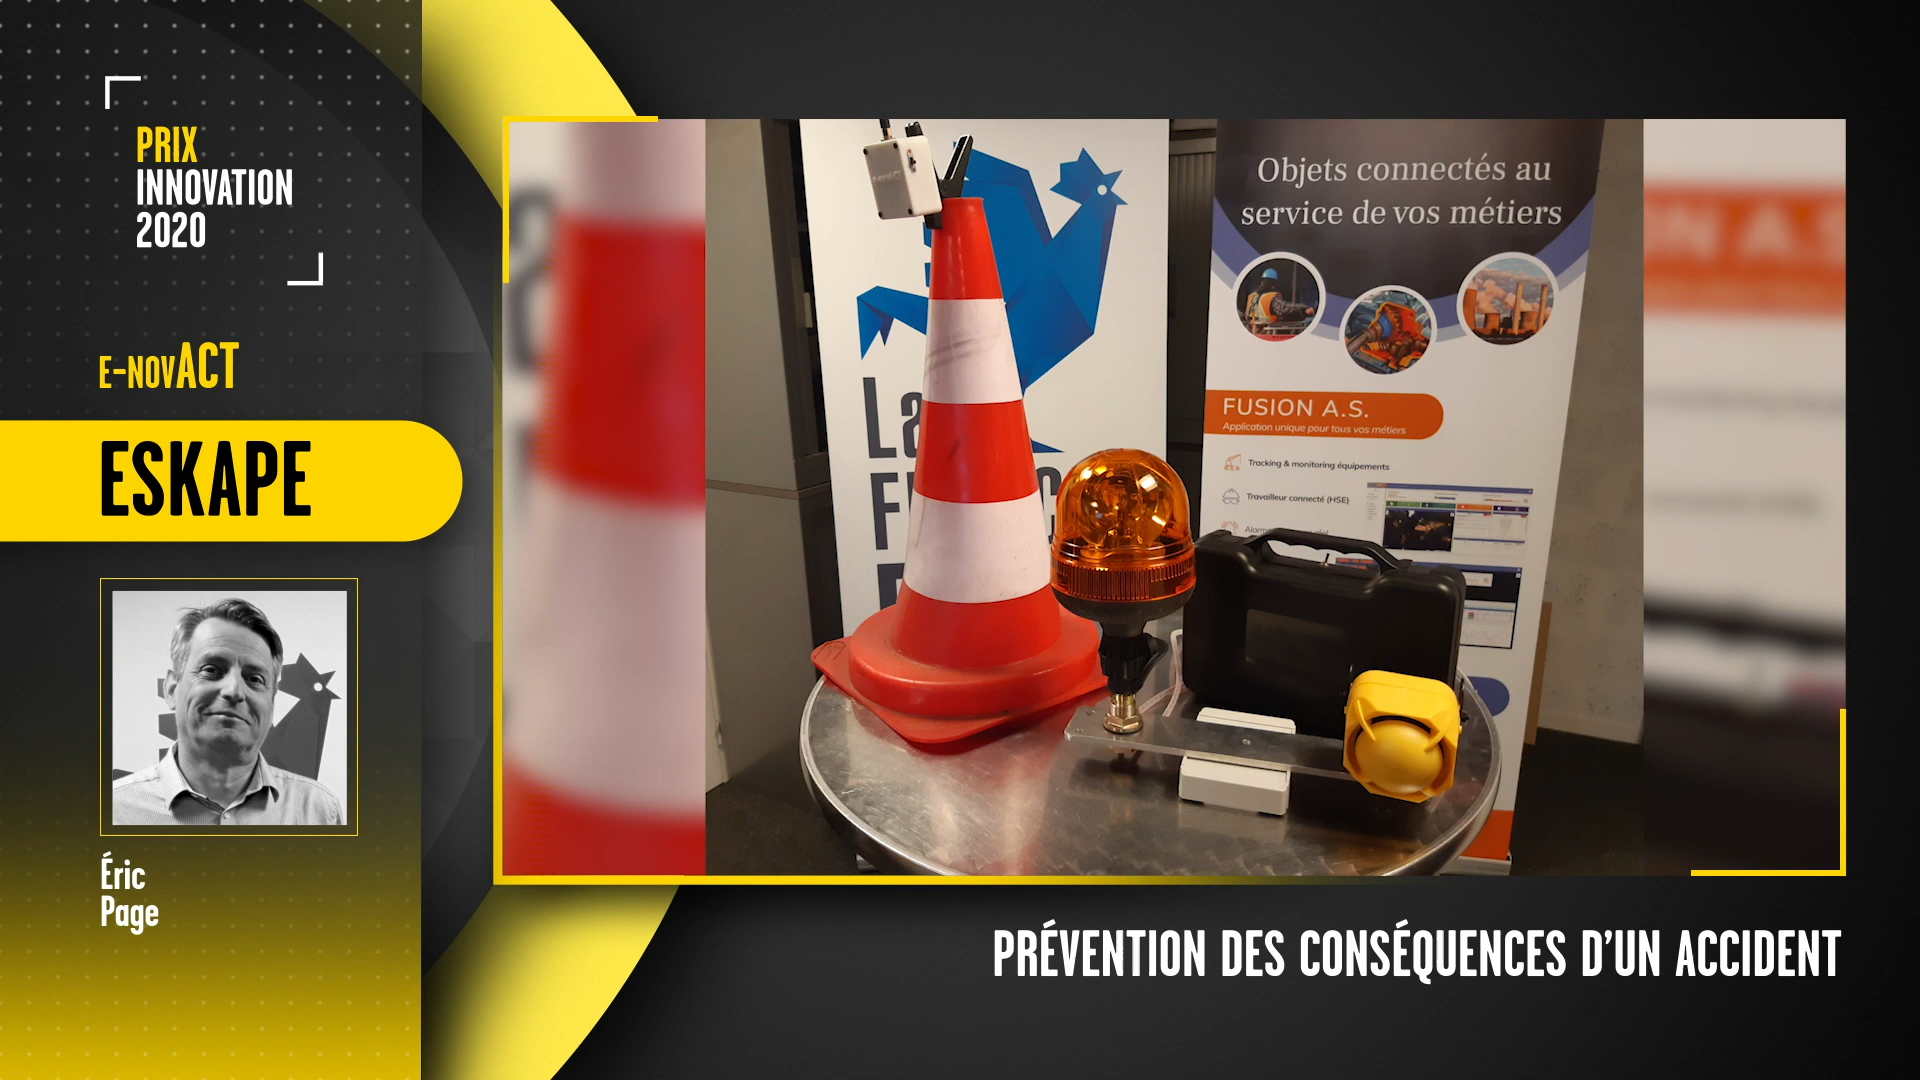 PRIX
INNOVATION
2020
E-NOVACT
ESKAPE
Éric
Page
Objets connectés au
service de vos métiers
FUSION A.S.
Application unique pour tous vos métiers
Tracking & monitoring équipements
Travailleur connecté (HSE)
La
PRÉVENTION DES CONSÉQUENCES D'UN ACCIDENT